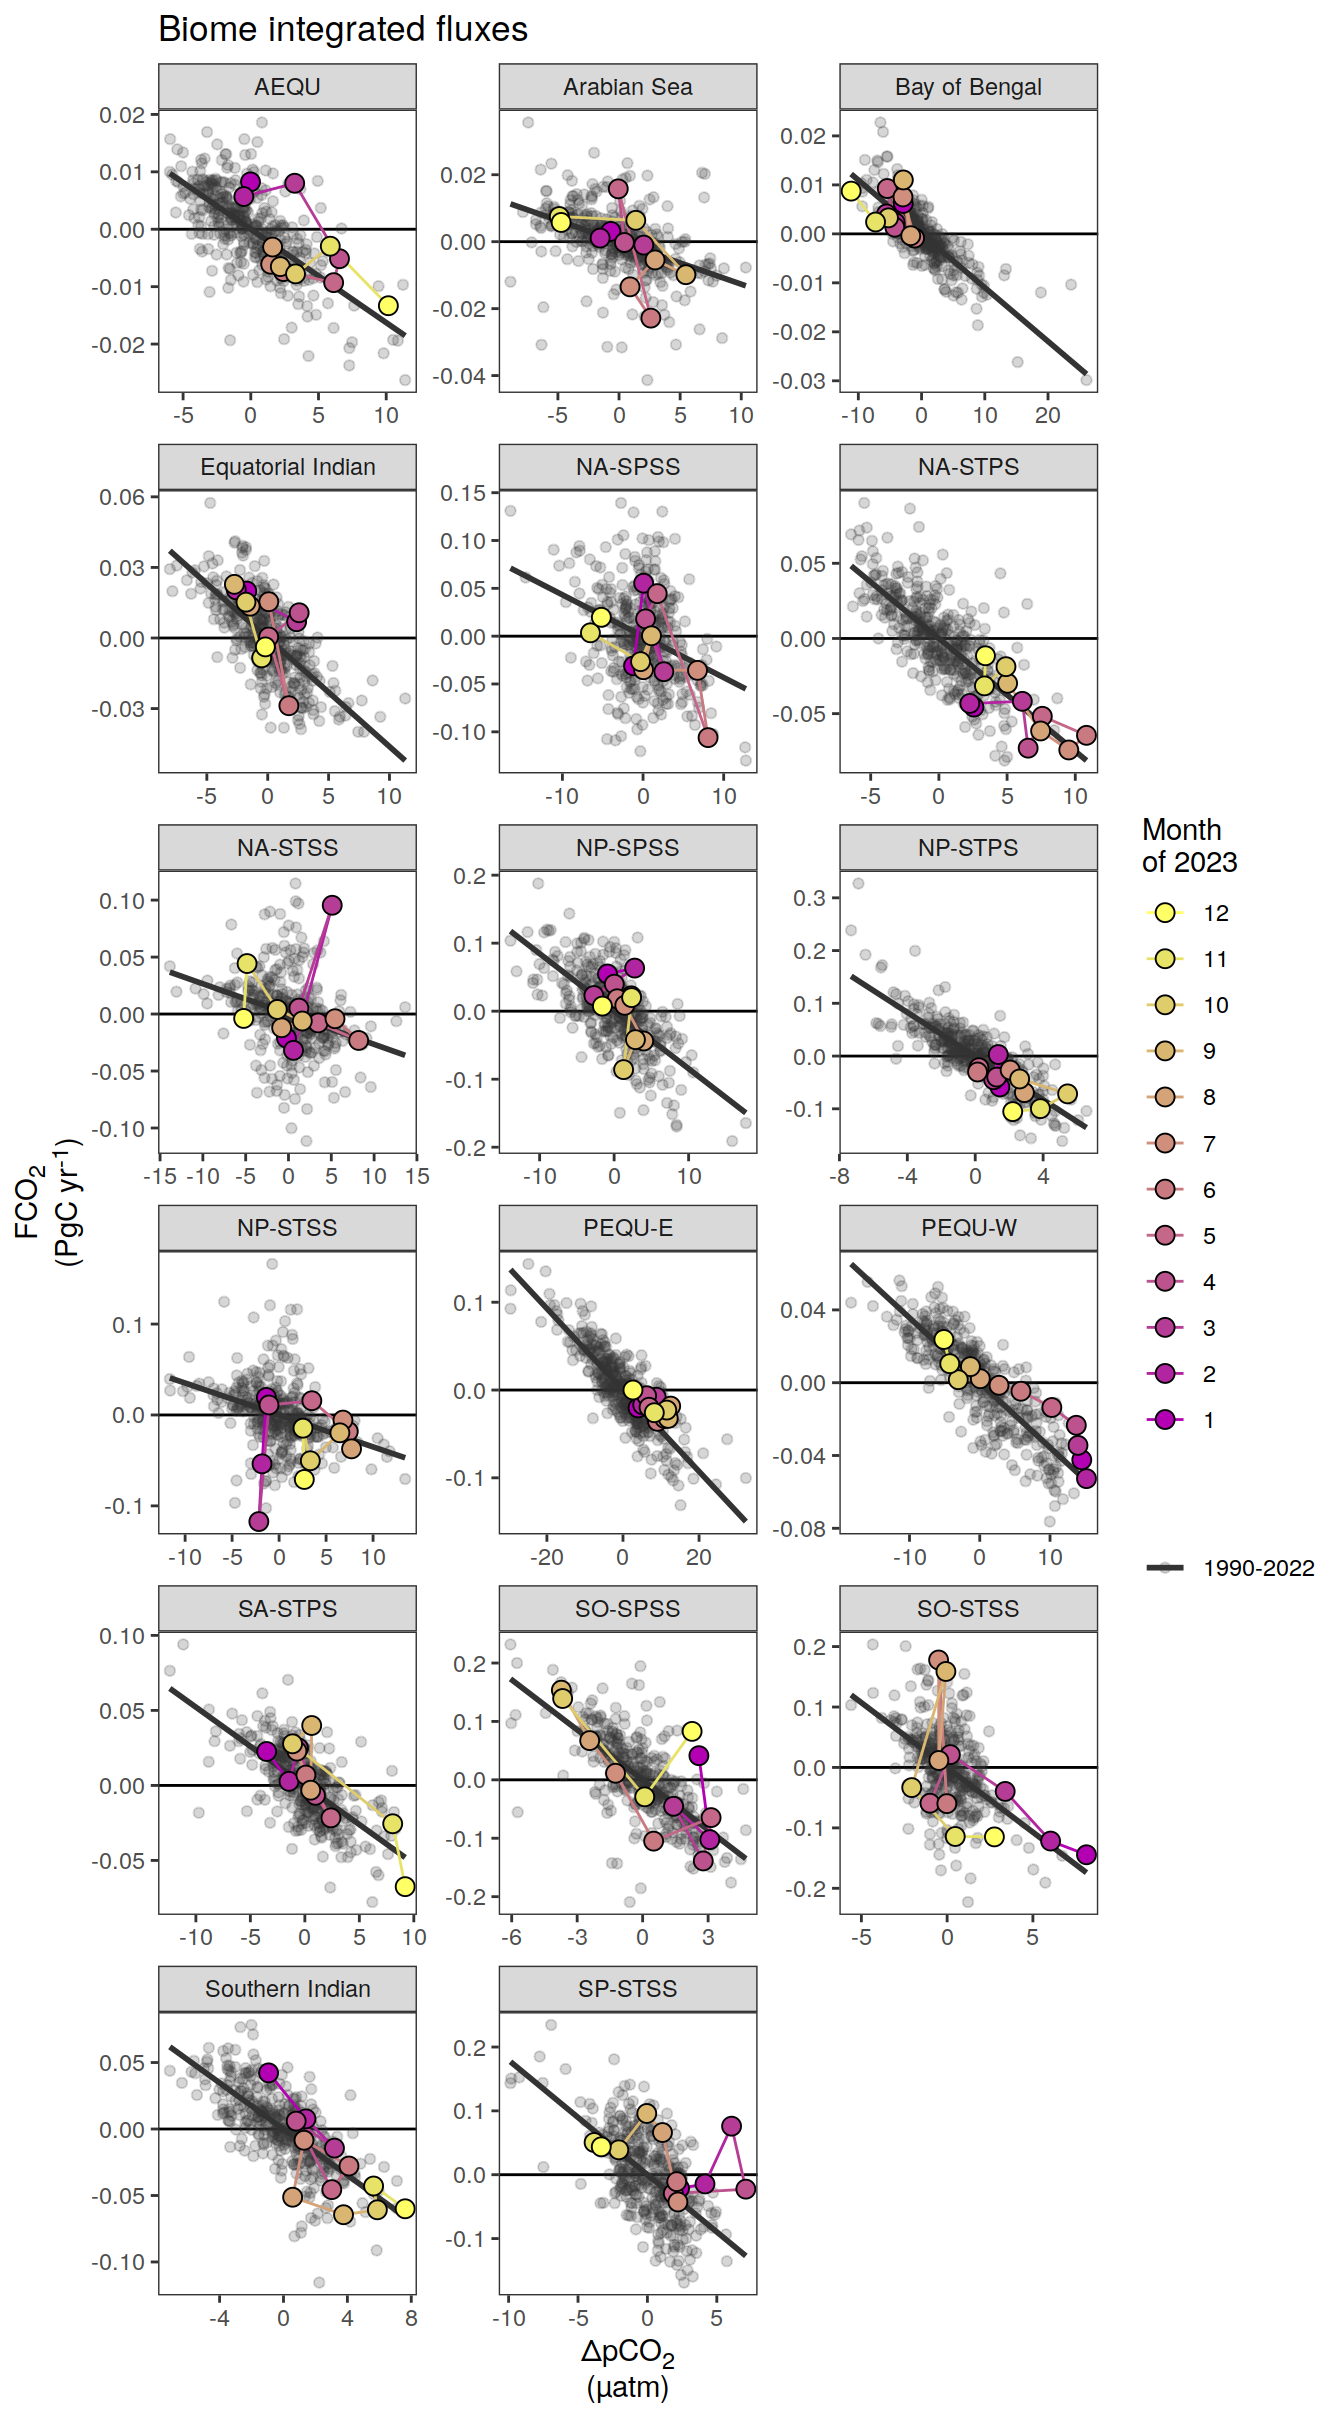 Biome integrated fluxes
AEQU
Arabian Sea
Bay of Bengal
0.02
0.01
0.00
-0.01
-0.02
0.02
0.00
-0.02
-0.04
0.02
0.01
0.00
-0.01
-0.02
-0.03
-5 0 5 10
-5 0 5 10
-10 0 10 20
Equatorial Indian
NA-SPSS
NA-STPS
0.06
0.03
0.00
-0.03
0.15
0.10
0.05
0.00
-0.05
-0.10
0.05
0.00
-0.05
-5 0 5 10
-10 0 10
-5 0 5 10
NA-STSS
NP-SPSS
NP-STPS
0.10
0.05
0.00
-0.05
-0.10
0.2
0.1
0.0
-0.1
-0.2
0.3
0.2
0.1
0.0
-0.1
-15 -10 -5 0 5 10 15
-10 0 10
-8 -4 0 4
NP-STSS
PEQU-E
PEQU-W
0.1
0.0
-0.1
0.1
0.0
-0.1
0.04
0.00
-0.04
-0.08
-10 -5 0 5 10
-20 0 20
-10 0 10
SA-STPS
SO-SPSS
SO-STSS
0.10
0.05
0.00
-0.05
0.2
0.1
0.0
-0.1
-0.2
0.2
0.1
0.0
-0.1
-0.2
-10 -5 0 5 10
-6 -3 0 3
-5 0 5
Southern Indian
SP-STSS
0.05
0.00
-0.05
-0.10
0.2
0.1
0.0
-0.1
-4 0 4 8
-10 -5 0 5
FCO₂
(PgC yr⁻¹)
ΔpCO₂
(µatm)
Month
of 2023
12
11
10
9
8
7
6
5
4
3
2
1
1990-2022